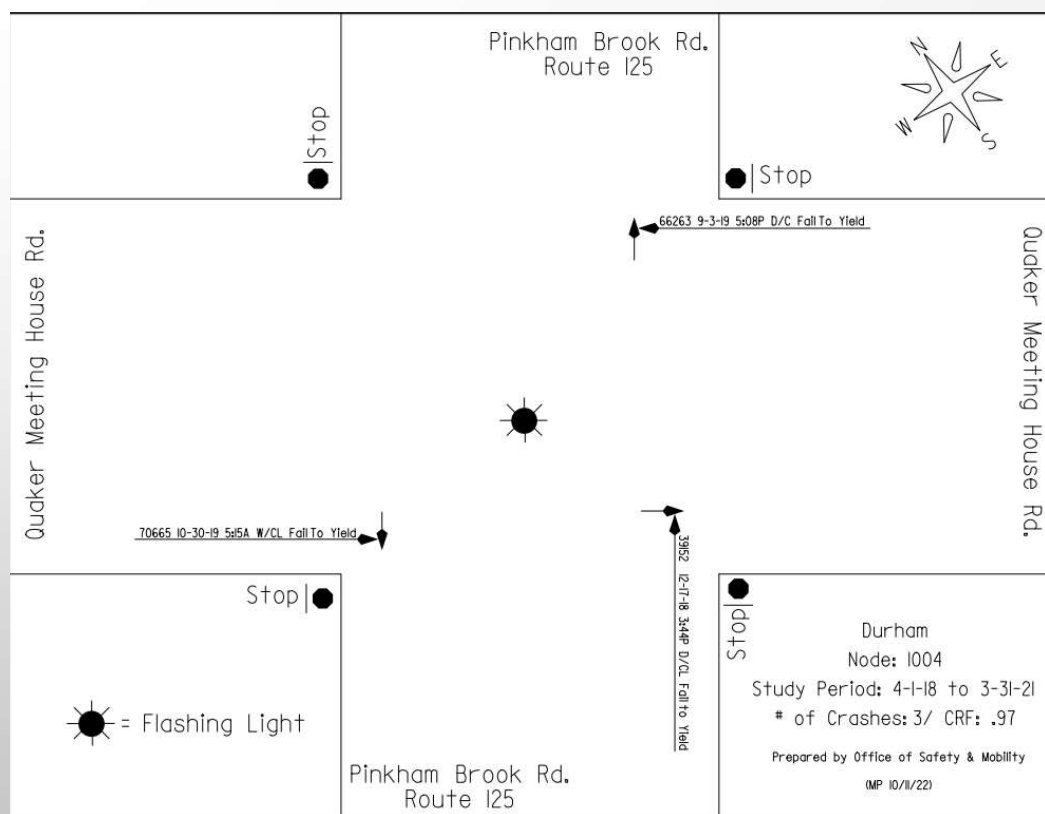 Pinkham Brook Rd.
Route 125
N
E
W
S
Stop
Stop
66263 9-3-19 5:08P D/C Fail To Yield
Quaker Meeting House Rd.
Quaker Meeting House Rd.
70665 10-30-19 5:15A W/CL Fail To Yield
39152 12-17-18 3:44P D/CL Fail to Yield
Stop
Stop
Durham
Node: 1004
Study Period: 4-1-18 to 3-31-21
# of Crashes: 3/ CRF: .97
Prepared by Office of Safety & Mobility
(MP 10/11/22)
= Flashing Light
Pinkham Brook Rd.
Route 125